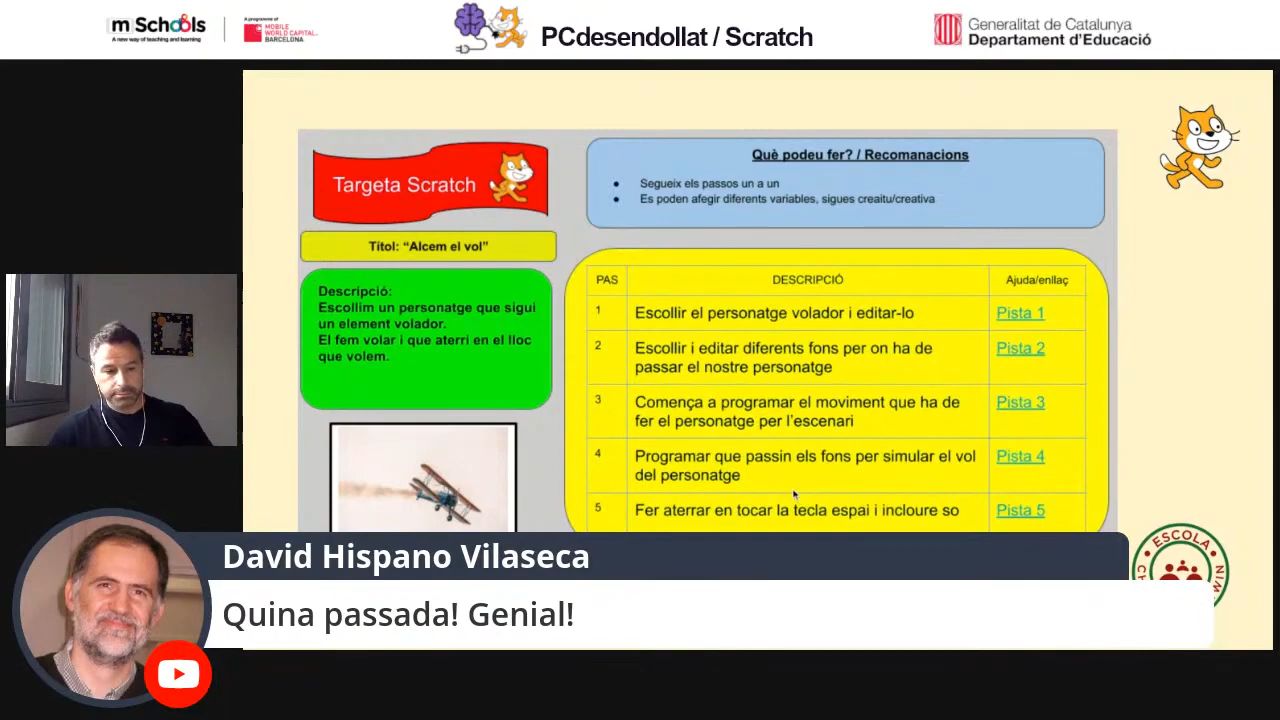 mSchools
A new way of teaching and learning
A programme of
MOBILE
WORLD CAPITAL
BARCELONA
PCdesendollat / Scratch
Generalitat de Catalunya
Departament d'Educació
Targeta Scratch
Què podeu fer? / Recomanacions
● Segueix els passos un a un
● Es poden afegir diferents variables, sigues creaitu/creativa
Títol: “Alcem el vol”
Descripció:
Escollim un personatge que sigui
un element volador.
El fem volar i que aterri en el lloc
que volem.
PAS DESCRIPCIÓ Ajuda/enllaç
1 Escollir el personatge volador i editar-lo Pista 1
2 Escollir i editar diferents fons per on ha de
passar el nostre personatge Pista 2
3 Comença a programar el moviment que ha de
fer el personatge per l’escenari Pista 3
4 Programar que passin els fons per simular el vol
del personatge Pista 4
5 Fer aterrar en tocar la tecla espai i incloure so Pista 5
ESCOLA
David Hispano Vilaseca
Quina passada! Genial!